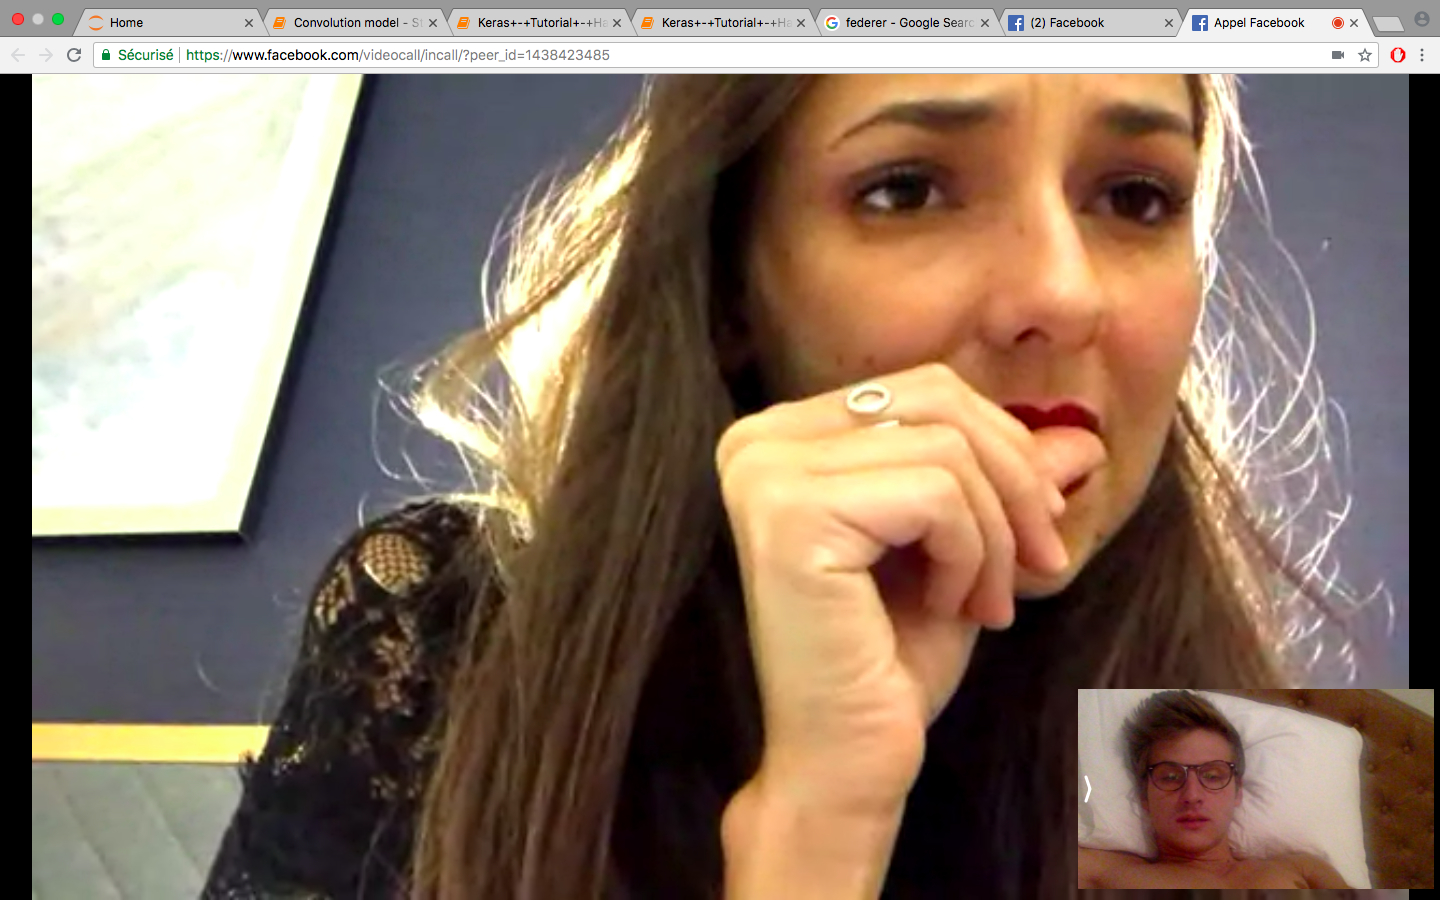 Home
Convolution model - St
Keras+-+Tutorial+-+Ha
Keras+-+Tutorial+-+Ha
federer - Google Searc
(2) Facebook
Appel Facebook
Sécurisé
https://www.facebook.com/videocall/incall/?peer_id=1438423485